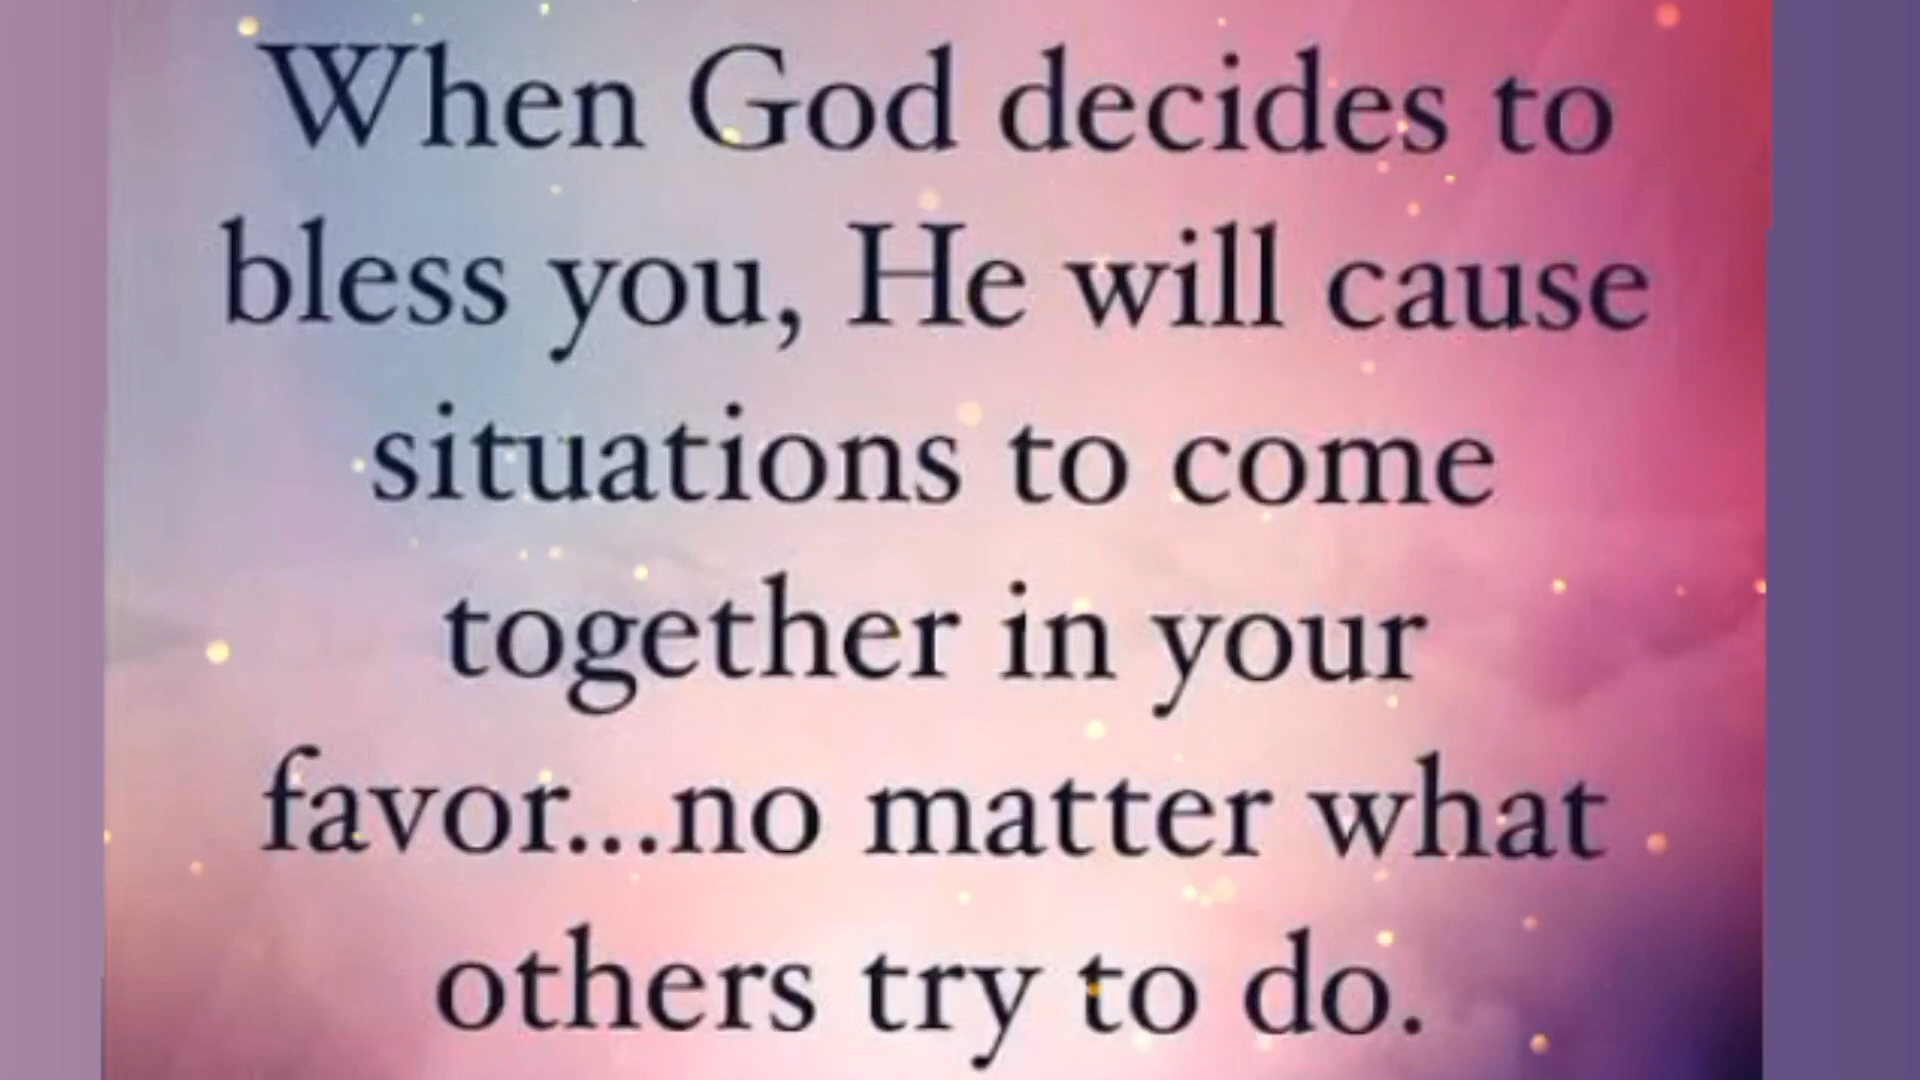 When God decides to
bless you, He will cause
situations to come
together in your
favor...no matter what
others try to do.